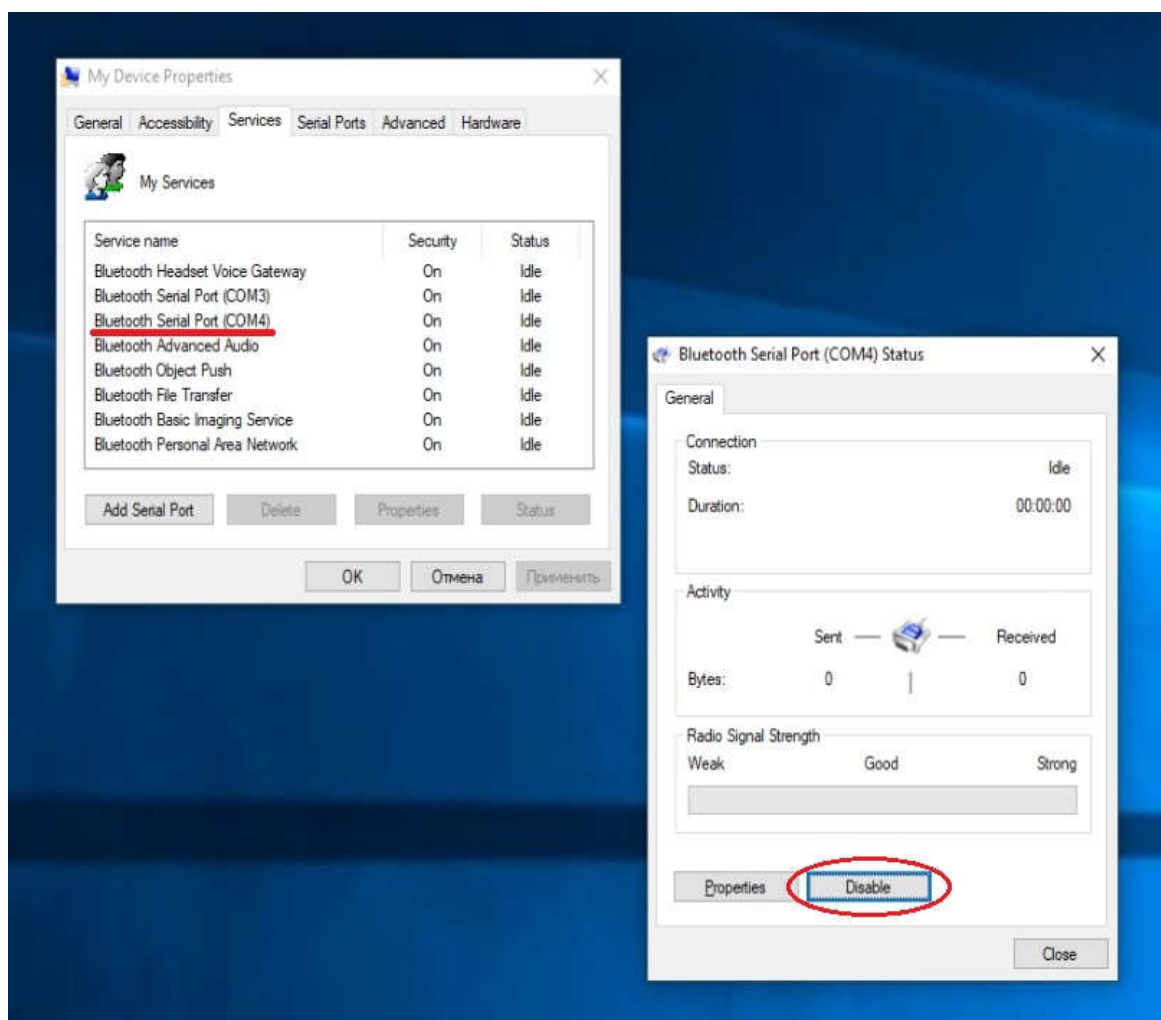 My Device Properties
General Accessibility Services Serial Ports Advanced Hardware
My Services
Service name Security Status
Bluetooth Headset Voice Gateway On Idle
Bluetooth Serial Port (COM3) On Idle
Bluetooth Serial Port (COM4) On Idle
Bluetooth Advanced Audio On Idle
Bluetooth Object Push On Idle
Bluetooth File Transfer On Idle
Bluetooth Basic Imaging Service On Idle
Bluetooth Personal Area Network On Idle
Add Serial Port Delete Properties Status
OK Отмена Применить
Bluetooth Serial Port (COM4) Status
General
Connection
Status: Idle
Duration: 00:00:00
Activity
Sent Received
Bytes: 0 0
Radio Signal Strength
Weak Good Strong
Properties Disable
Close